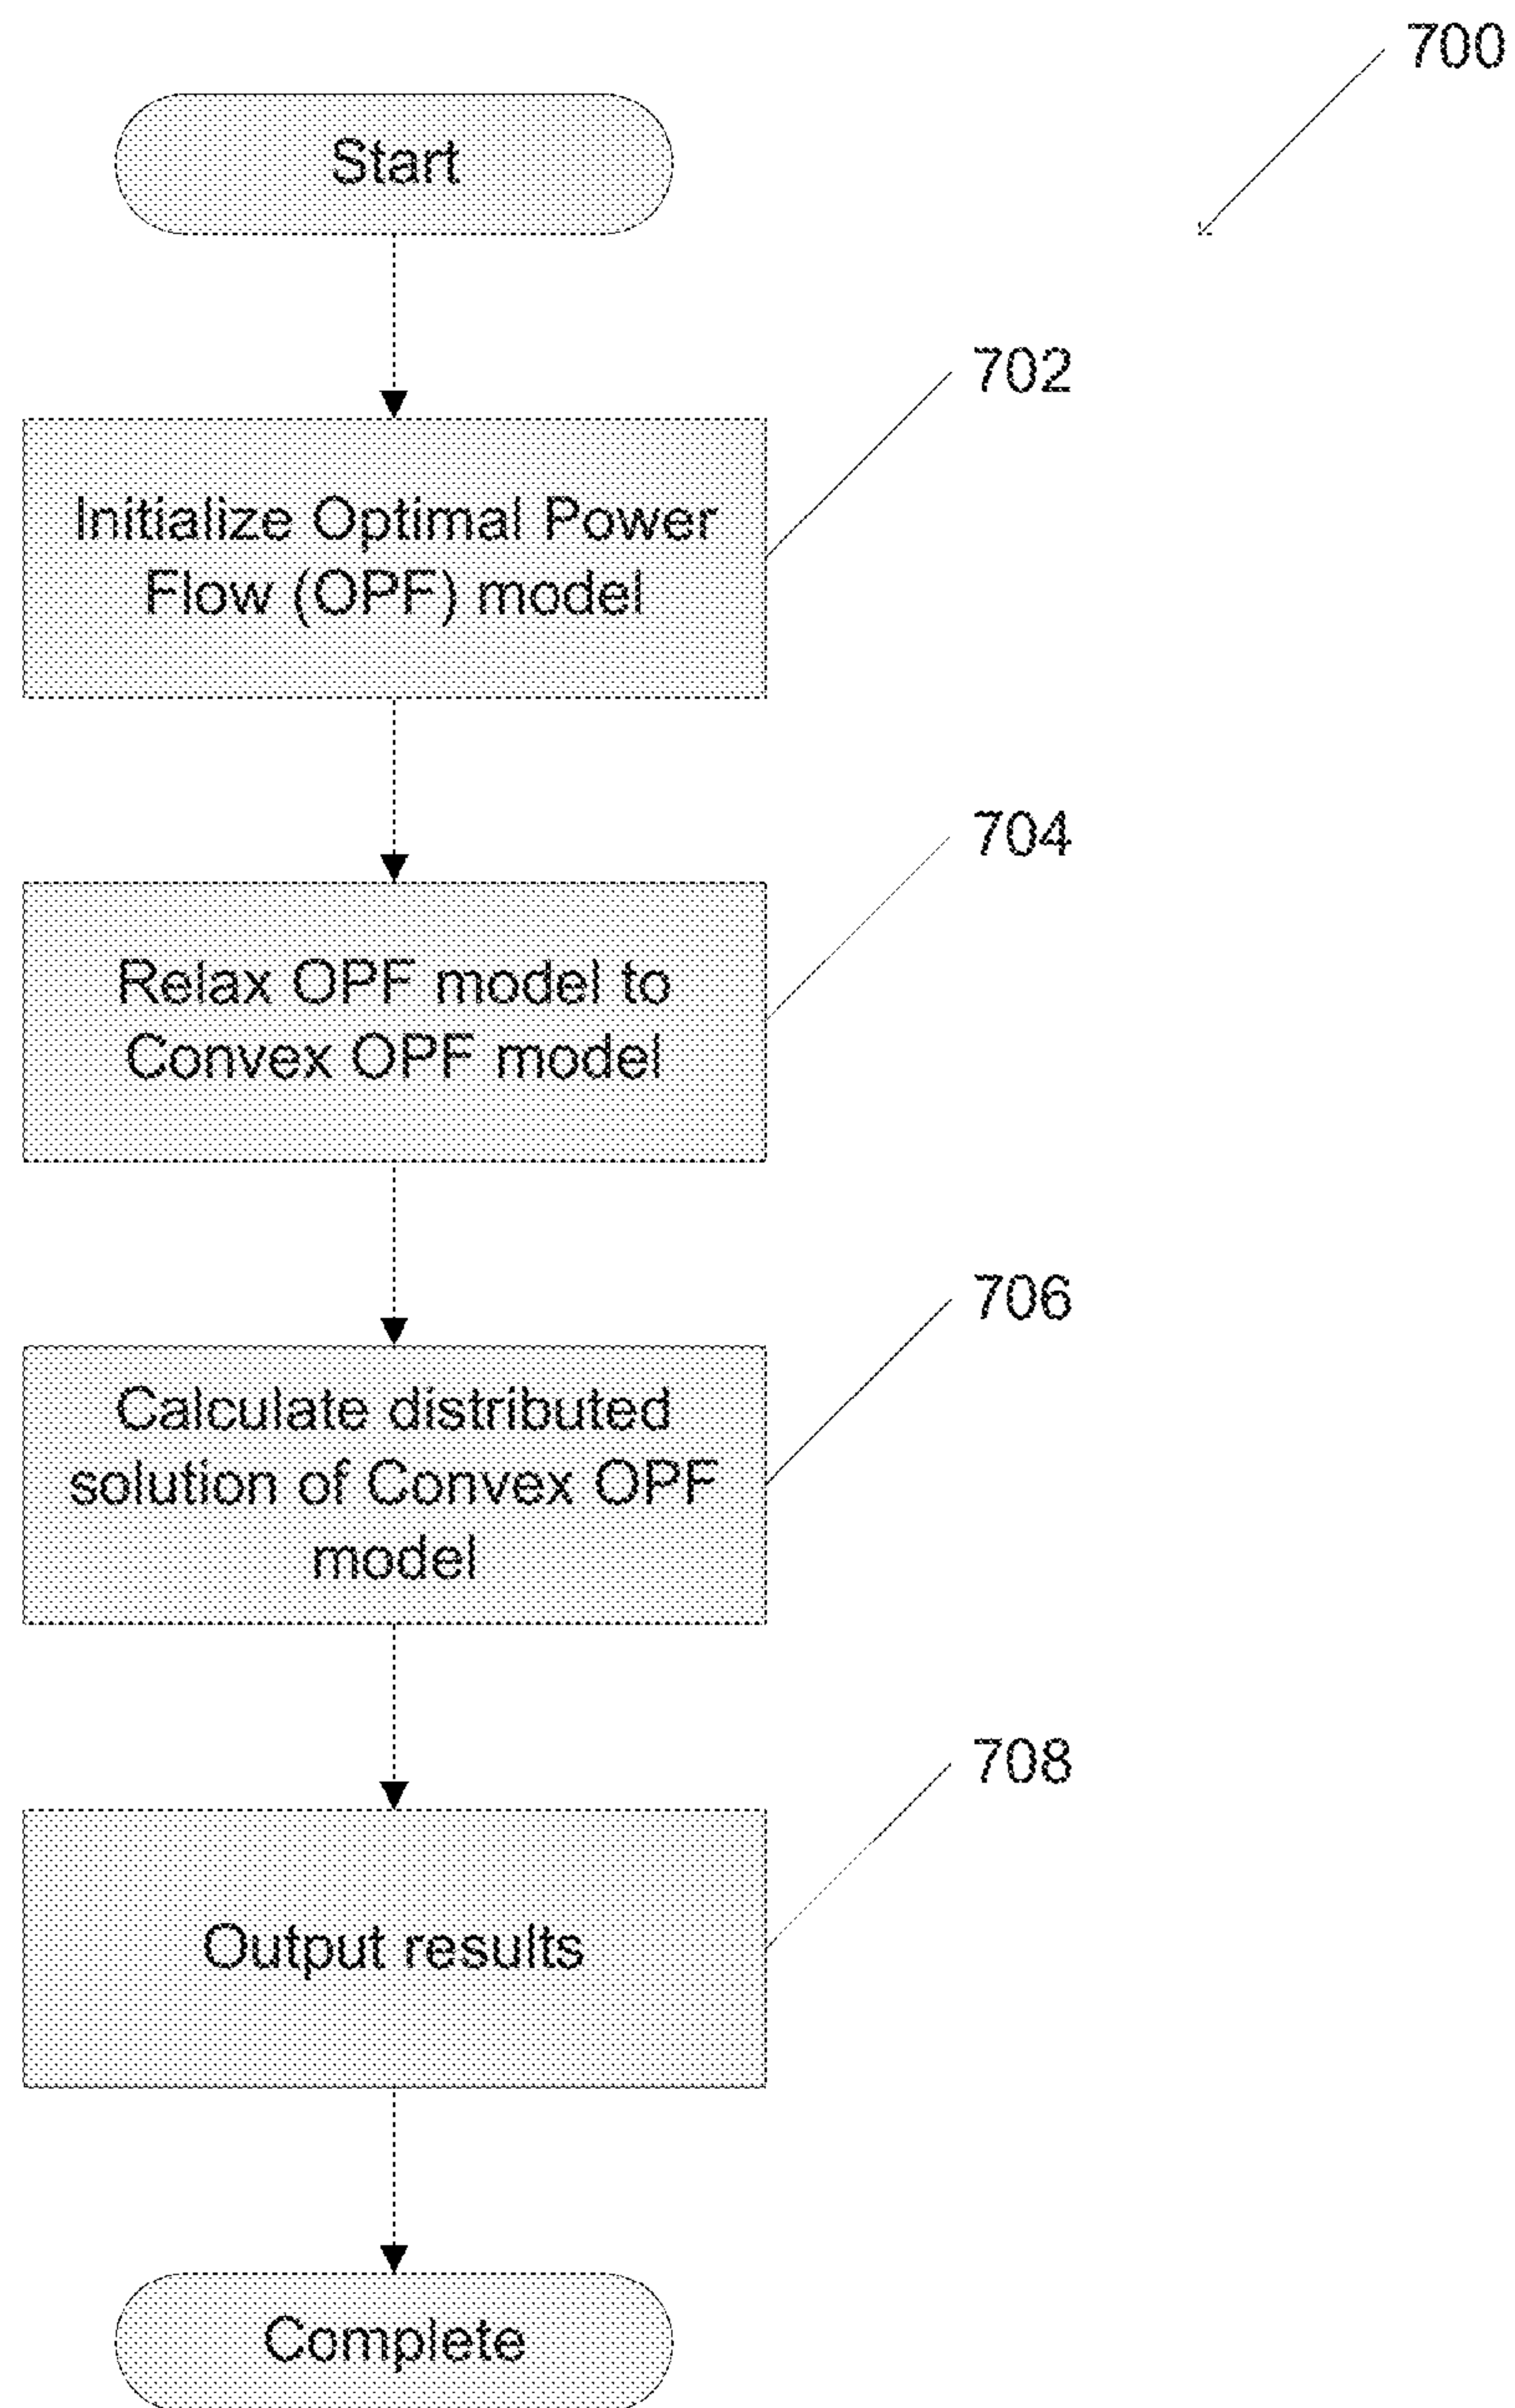 700
Start
702
Initialize Optimal Power
Flow (OPF) model
704
Relax OPF model to
Convex OPF model
706
Calculate distributed
solution of Convex OPF
model
708
Output results
Complete